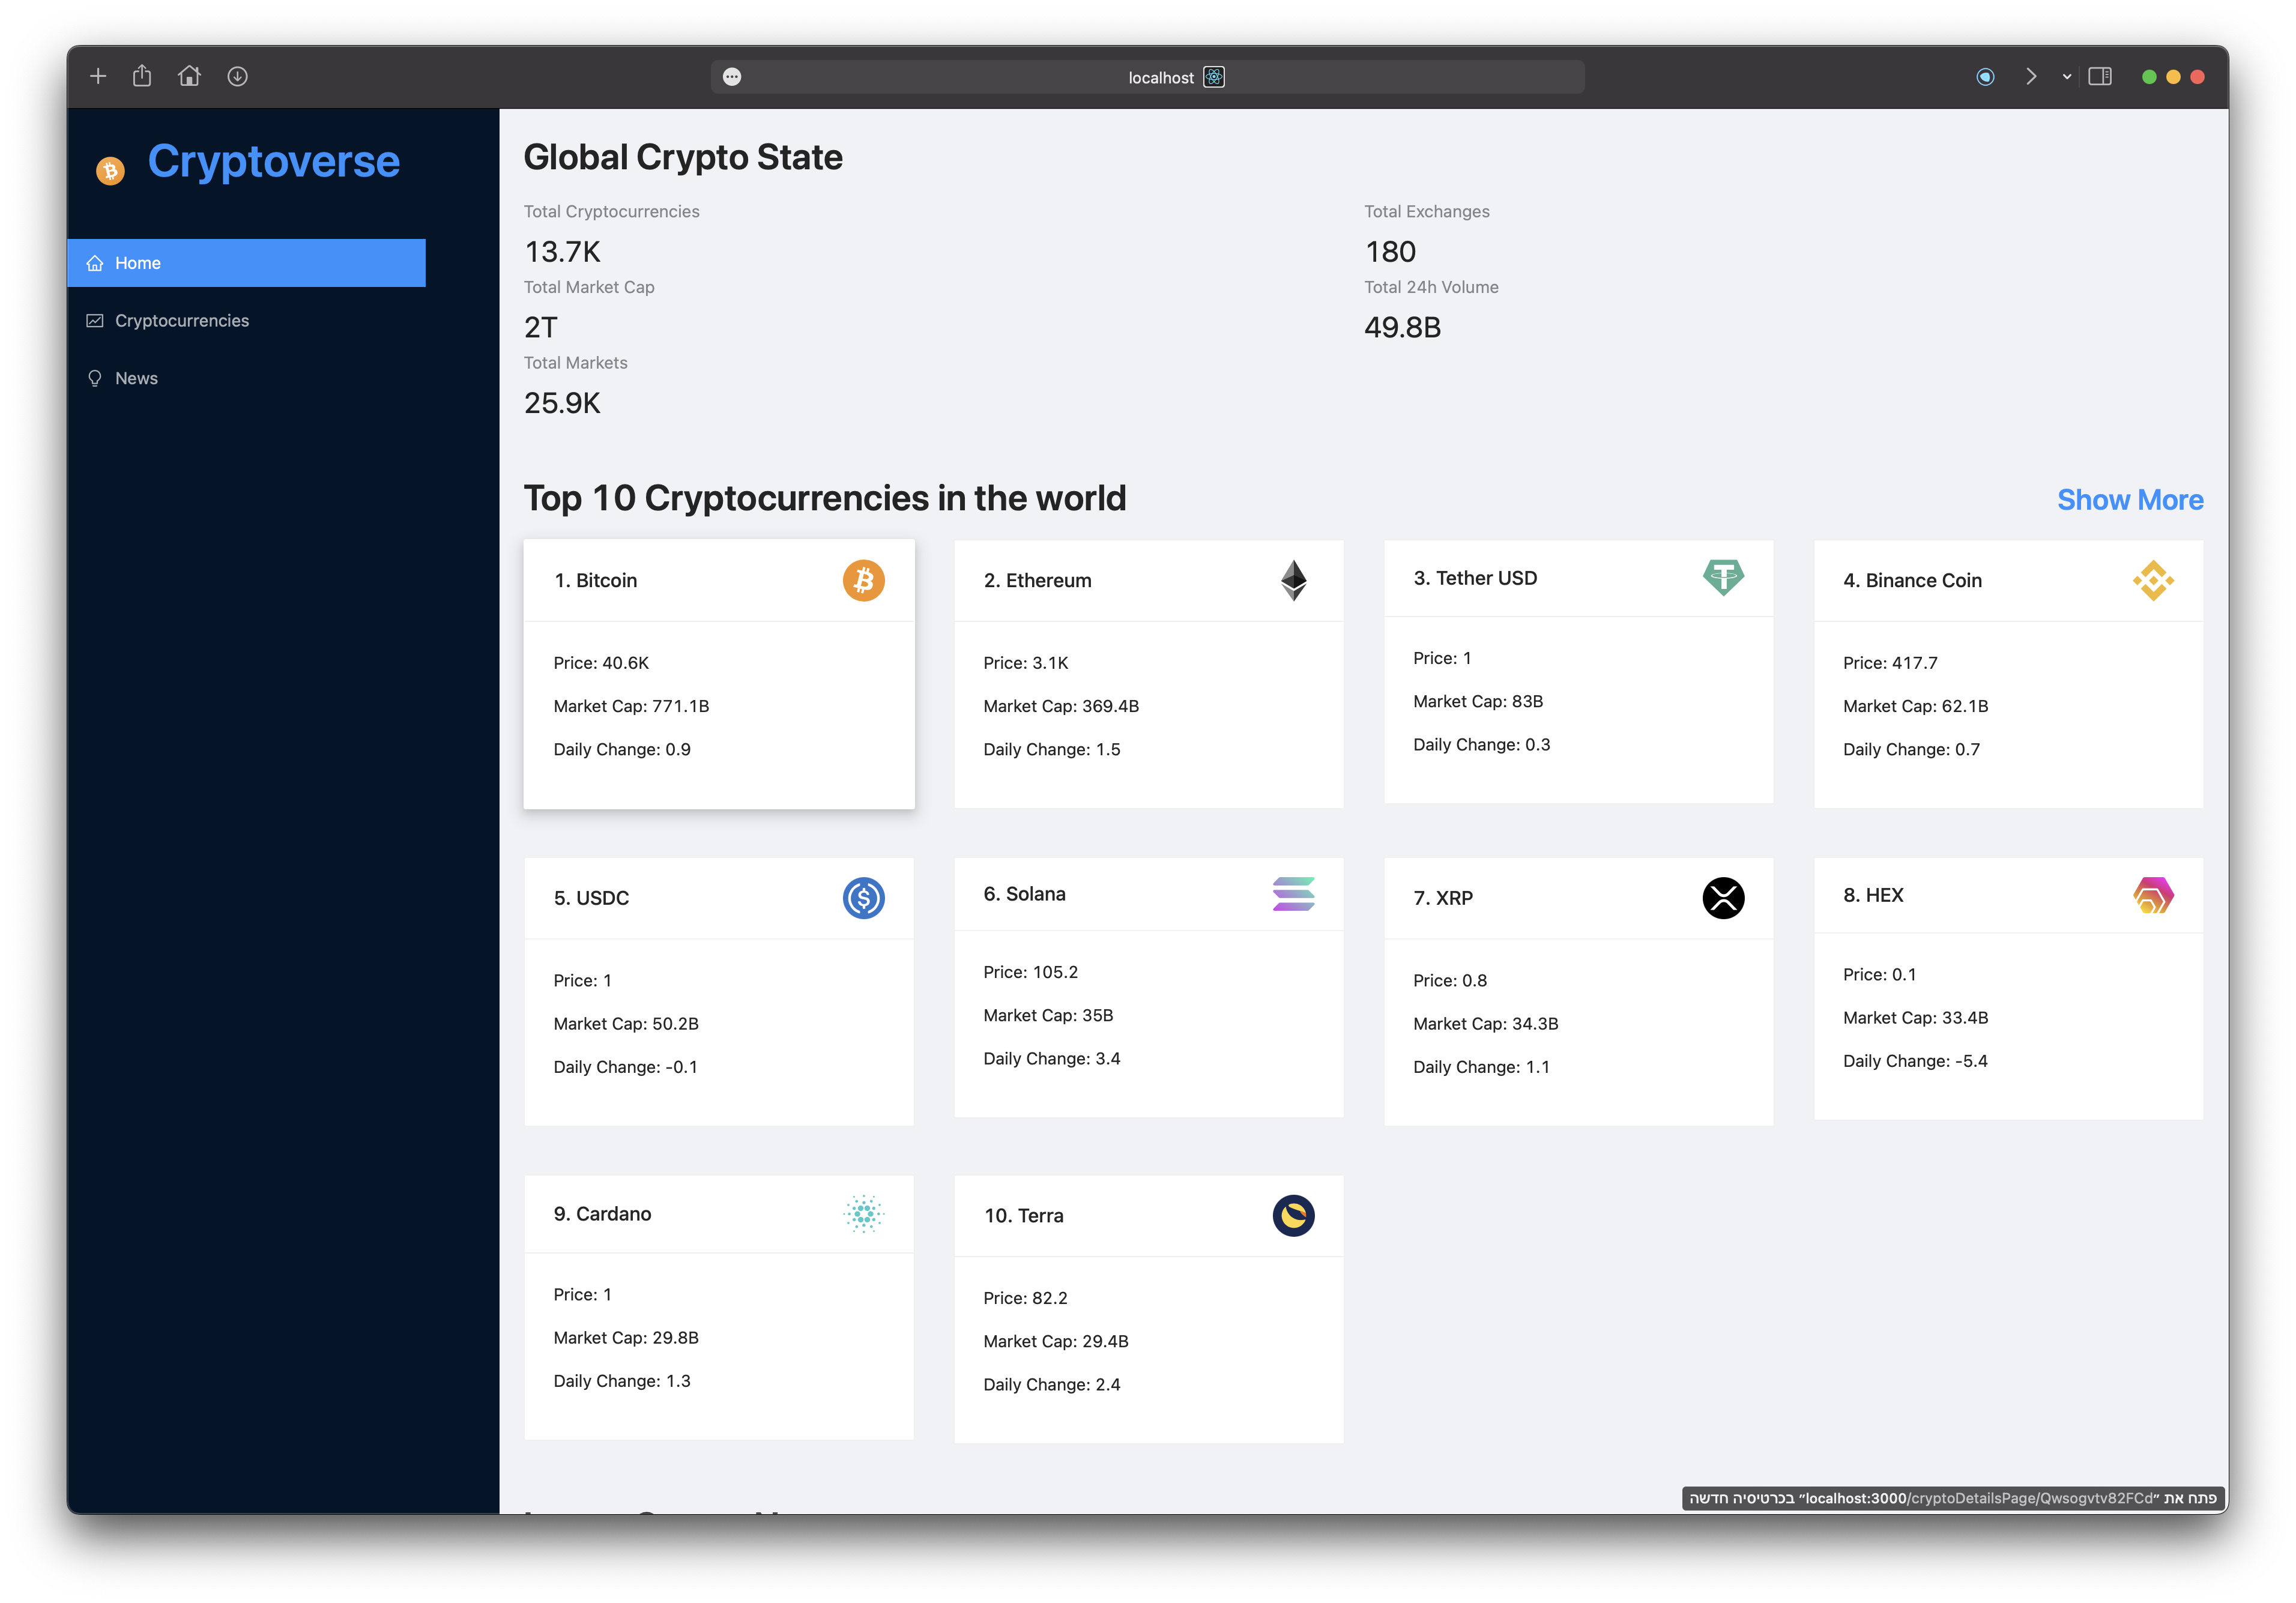 localhost
Cryptoverse
Home
Cryptocurrencies
News
Global Crypto State
Total Cryptocurrencies
13.7K
Total Exchanges
180
Total Market Cap
2T
Total 24h Volume
49.8B
Total Markets
25.9K
Top 10 Cryptocurrencies in the world
Show More
1. Bitcoin
Price: 40.6K
Market Cap: 771.1B
Daily Change: 0.9
2. Ethereum
Price: 3.1K
Market Cap: 369.4B
Daily Change: 1.5
3. Tether USD
Price: 1
Market Cap: 83B
Daily Change: 0.3
4. Binance Coin
Price: 417.7
Market Cap: 62.1B
Daily Change: 0.7
5. USDC
Price: 1
Market Cap: 50.2B
Daily Change: -0.1
6. Solana
Price: 105.2
Market Cap: 35B
Daily Change: 3.4
7. XRP
Price: 0.8
Market Cap: 34.3B
Daily Change: 1.1
8. HEX
Price: 0.1
Market Cap: 33.4B
Daily Change: -5.4
9. Cardano
Price: 1
Market Cap: 29.8B
Daily Change: 1.3
10. Terra
Price: 82.2
Market Cap: 29.4B
Daily Change: 2.4
פתח את ״localhost:3000/cryptoDetailsPage/Qwsogvtv82FCd״ בכרטיסיה חדשה